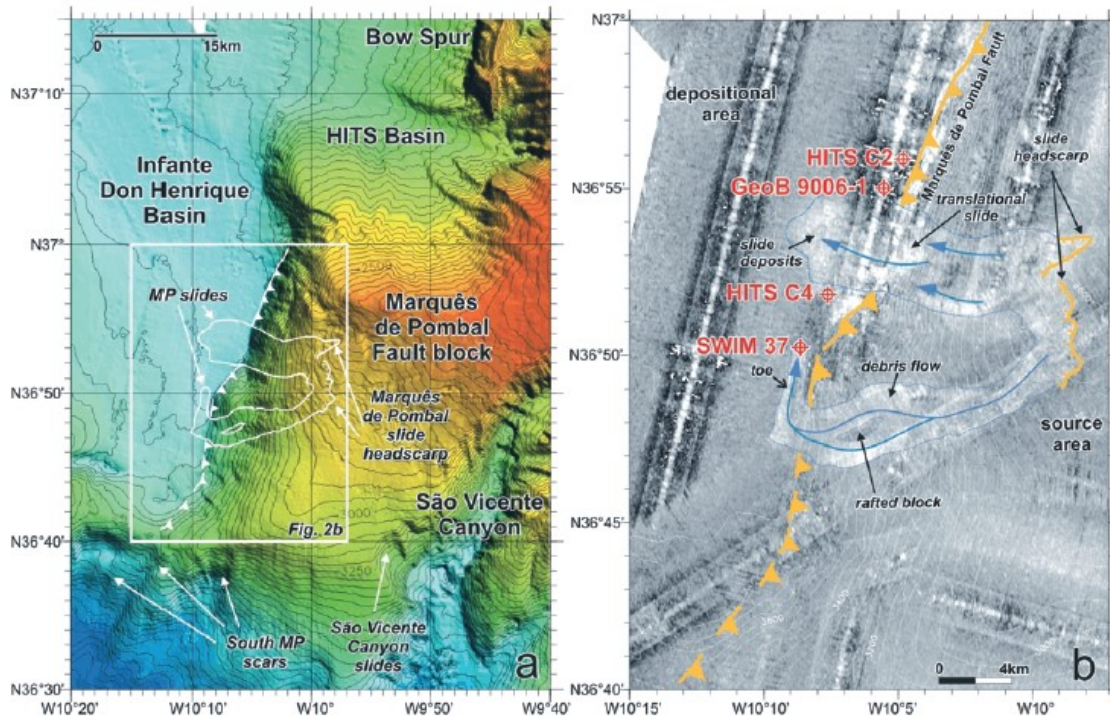 0
15km
Bow Spur
N37°10'
HITS Basin
Infante
Don Henrique
Basin
N37°
2500
MP slides
Marquês
de Pombal
Fault block
N36°50'
Marquês
de Pombal
slide
headscarp
São Vicente
Canyon
3000
Fig. 2b
N36°40'
3250
South MP
scars
São Vicente
Canyon
slides
a
N36°30'
W10°20'
W10°10'
W10°
W9°50'
W9°40'
N37°
depositional
area
Marquês de Pombal Fault
slide
headscarp
HITS C2
GeoB 9006-1
N36°55'
translational
slide
slide
deposits
HITS C4
SWIM 37
N36°50'
toe
debris flow
source
area
rafted block
N36°45'
3600
0
4km
b
N36°40'
W10°15'
W10°10'
W10°5'
W10°